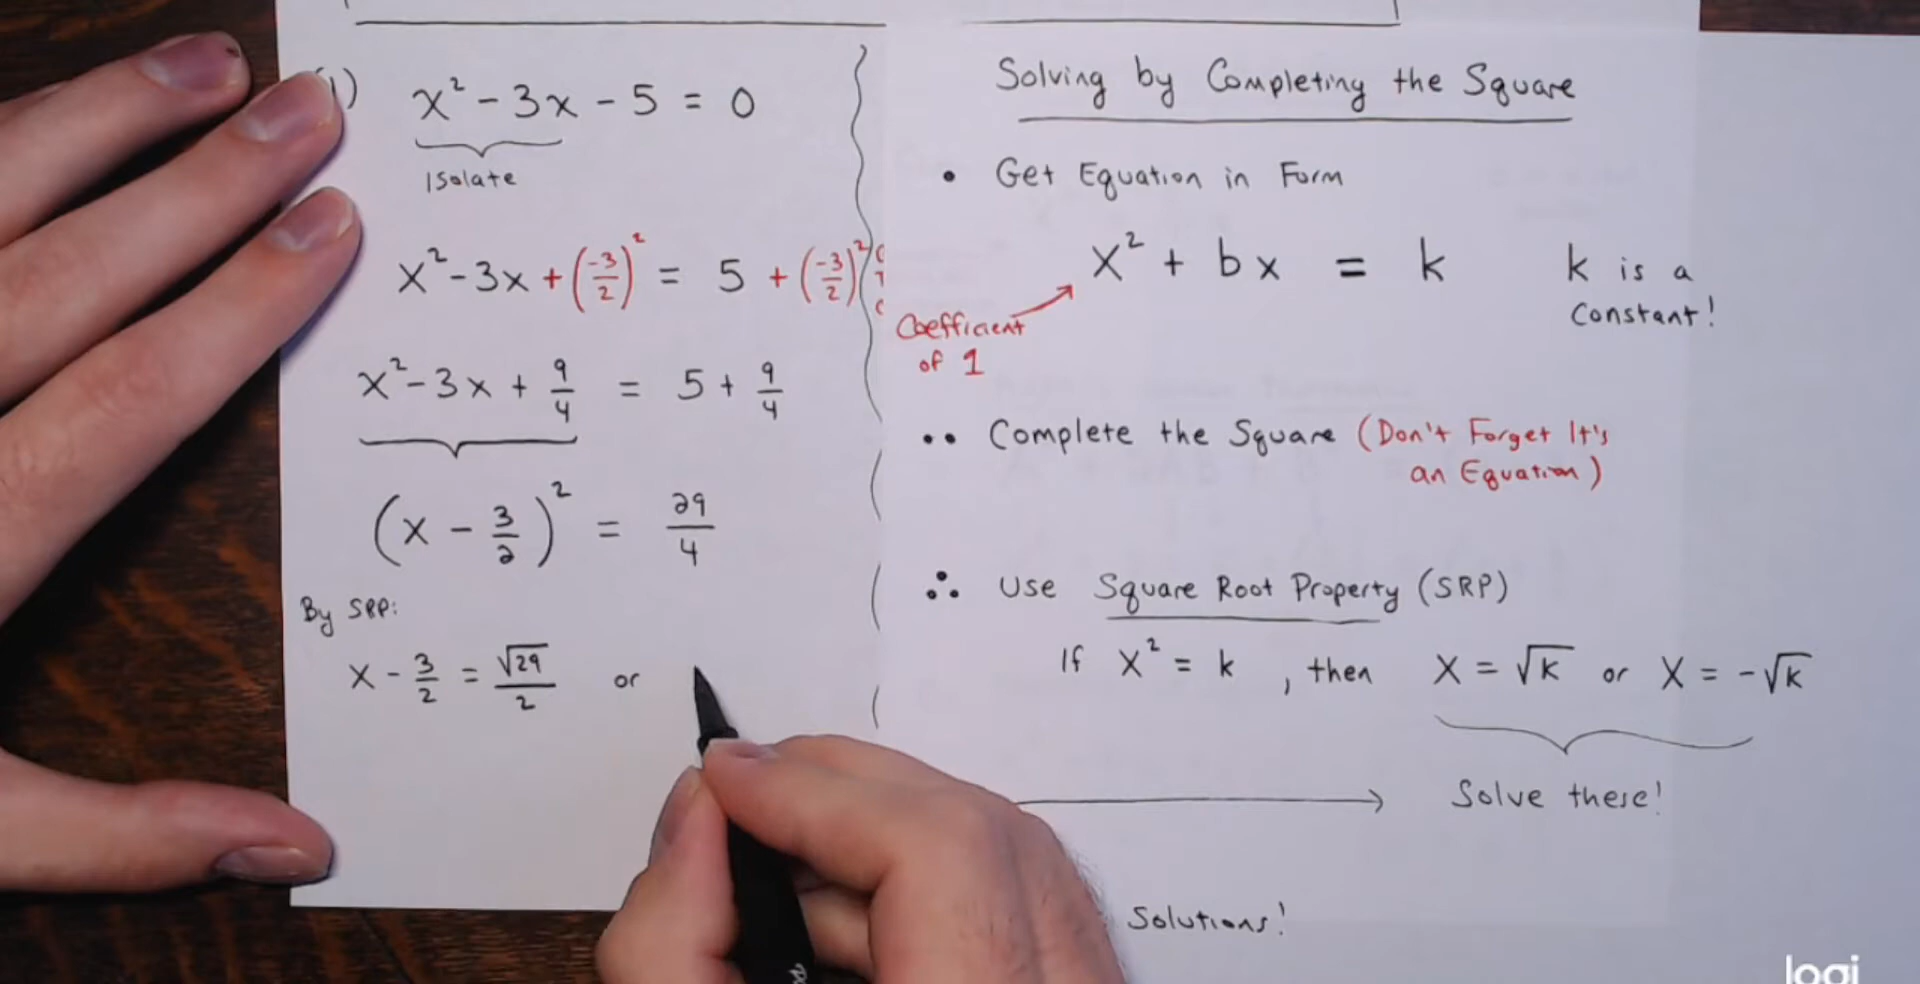 1)
x² - 3x - 5 = 0
Isolate
x² - 3x + (-3/2)² = 5 + (-3/2)²
x² - 3x + 9/4 = 5 + 9/4
(x - 3/2)² = 29/4
By SRP:
x - 3/2 = √29/2 or
Solving by Completing the Square
• Get Equation in Form
x² + bx = k
k is a
constant!
Coefficient
of 1
•• Complete the Square (Don't Forget It's
an Equation)
∴ Use Square Root Property (SRP)
If x² = k, then x = √k or x = -√k
Solve these!
Solutions!
logi